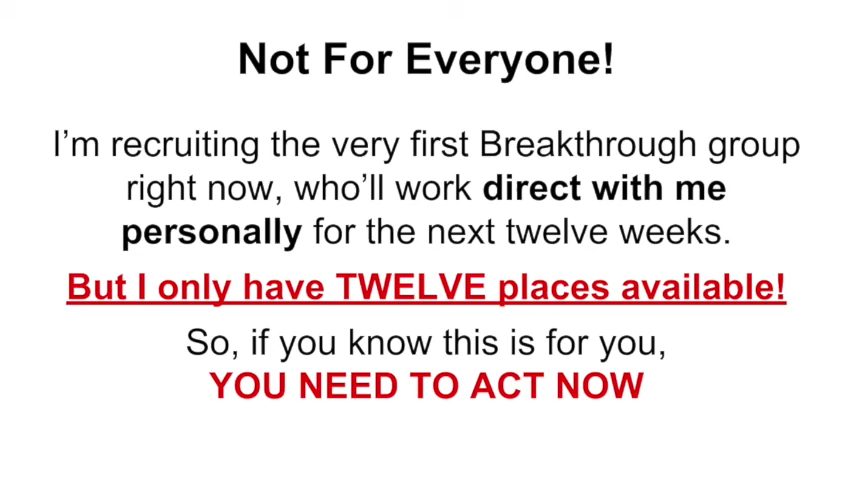 Not For Everyone!
I'm recruiting the very first Breakthrough group
right now, who'll work direct with me
personally for the next twelve weeks.
But I only have TWELVE places available!
So, if you know this is for you,
YOU NEED TO ACT NOW